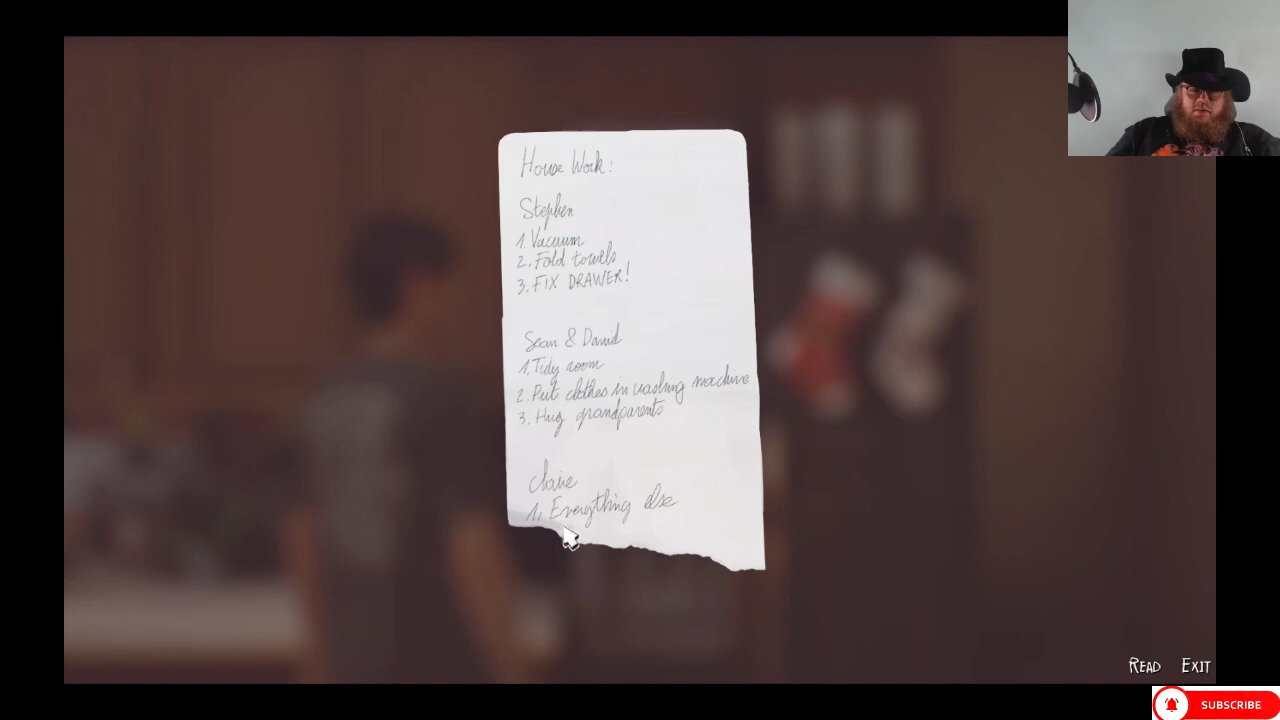 House Work:
Stephen
1. Vacuum
2. Fold towels
3. FIX DRAWER!
Sean & David
1. Tidy room
2. Put clothes in washing machine
3. Hug grandparents
Claire
1. Everything else
READ EXIT
SUBSCRIBE